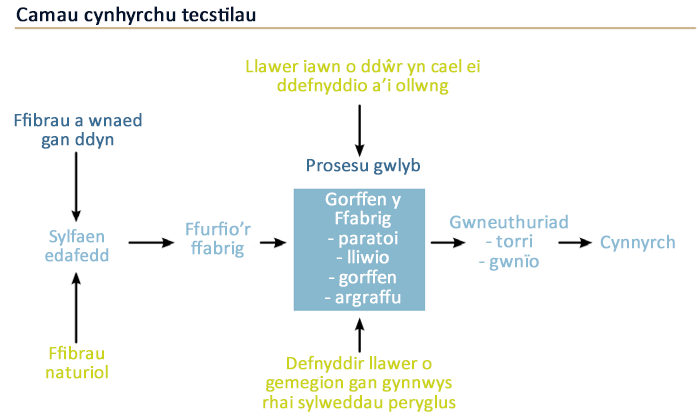 Camau cynhyrchu tecstilau
Llawer iawn o ddŵr yn cael ei
ddefnyddio a'i ollwng
Ffibrau a wnaed
gan ddyn
Prosesu gwlyb
Sylfaen
edafedd
Ffurfio'r
ffabrig
Gorffen y
Ffabrig
- paratoi
- lliwio
- gorffen
- argraffu
Gwneuthuriad
- torri
- gwnïo
Cynnyrch
Ffibrau
naturiol
Defnyddir llawer o
gemegion gan gynnwys
rhai sylweddau peryglus